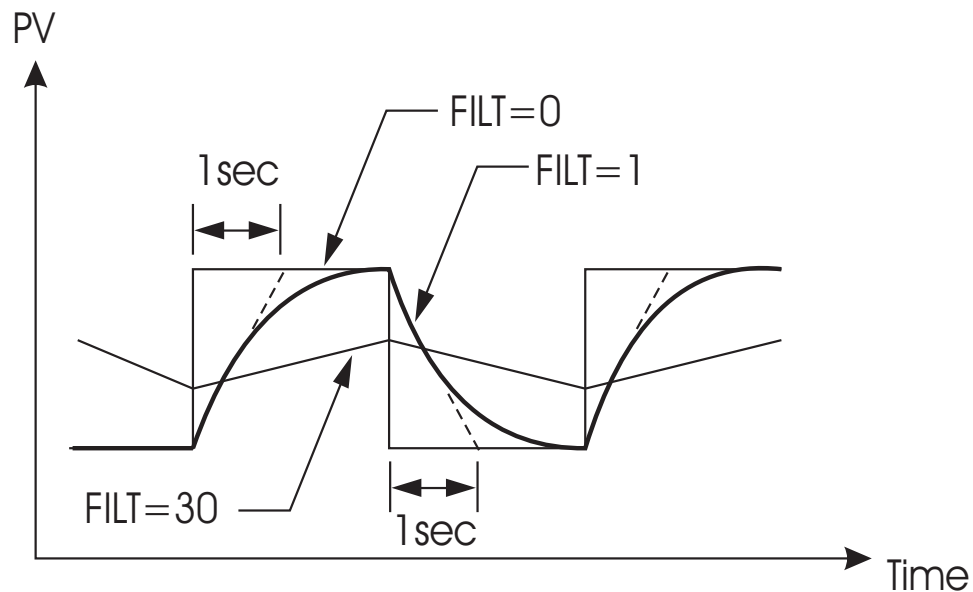 PV
FILT=0
1sec
FILT=1
FILT=30
1sec
Time